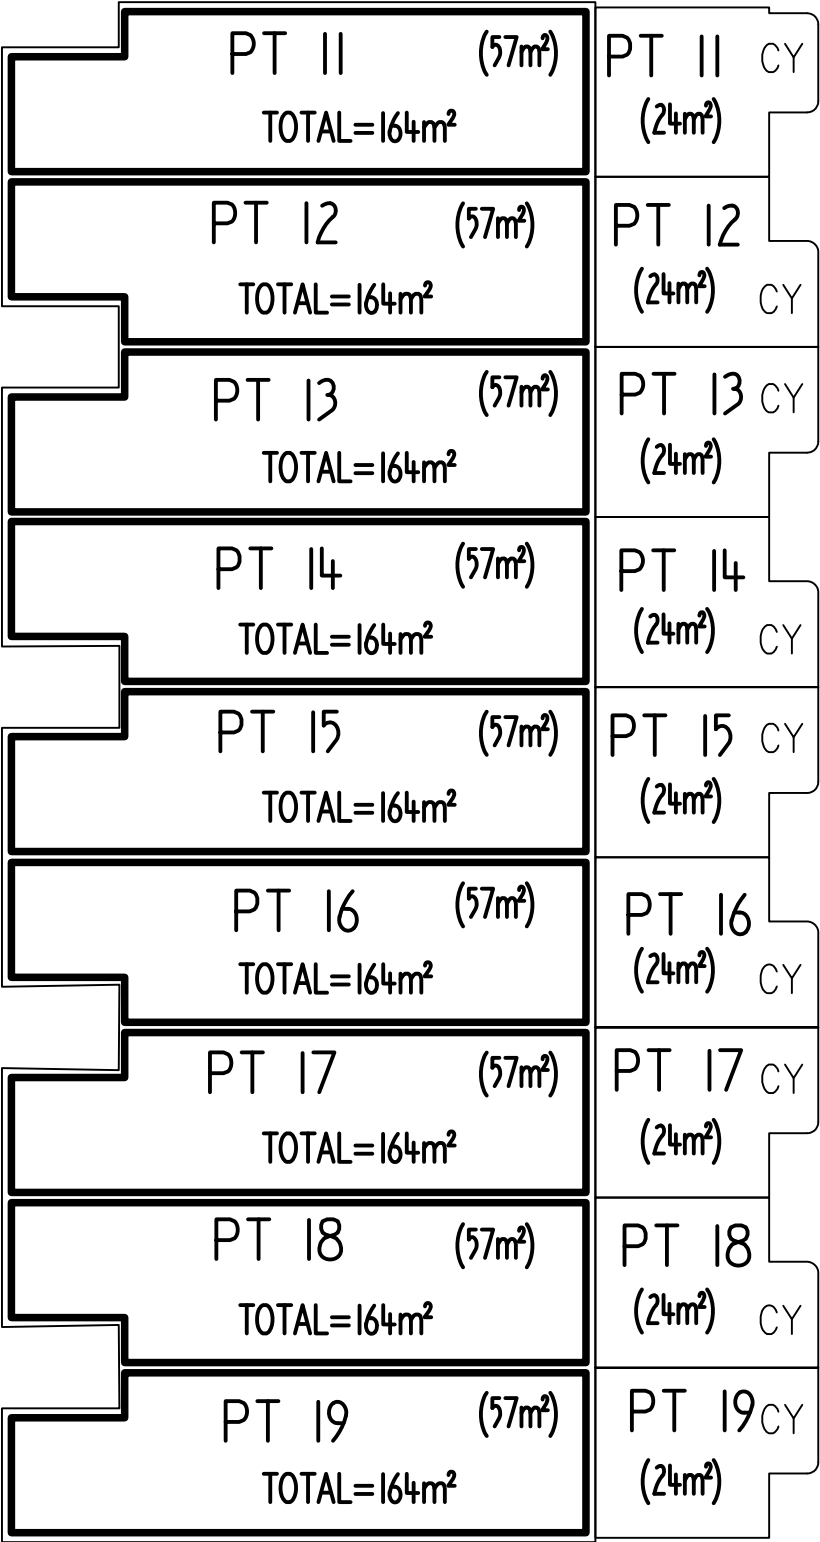 PT 11 (57m²) PT 11 CY
TOTAL=164m² (24m²)
PT 12 (57m²) PT 12
TOTAL=164m² (24m²) CY
PT 13 (57m²) PT 13 CY
TOTAL=164m² (24m²)
PT 14 (57m²) PT 14
TOTAL=164m² (24m²) CY
PT 15 (57m²) PT 15 CY
TOTAL=164m² (24m²)
PT 16 (57m²) PT 16
TOTAL=164m² (24m²) CY
PT 17 (57m²) PT 17 CY
TOTAL=164m² (24m²)
PT 18 (57m²) PT 18
TOTAL=164m² (24m²) CY
PT 19 (57m²) PT 19 CY
TOTAL=164m² (24m²)